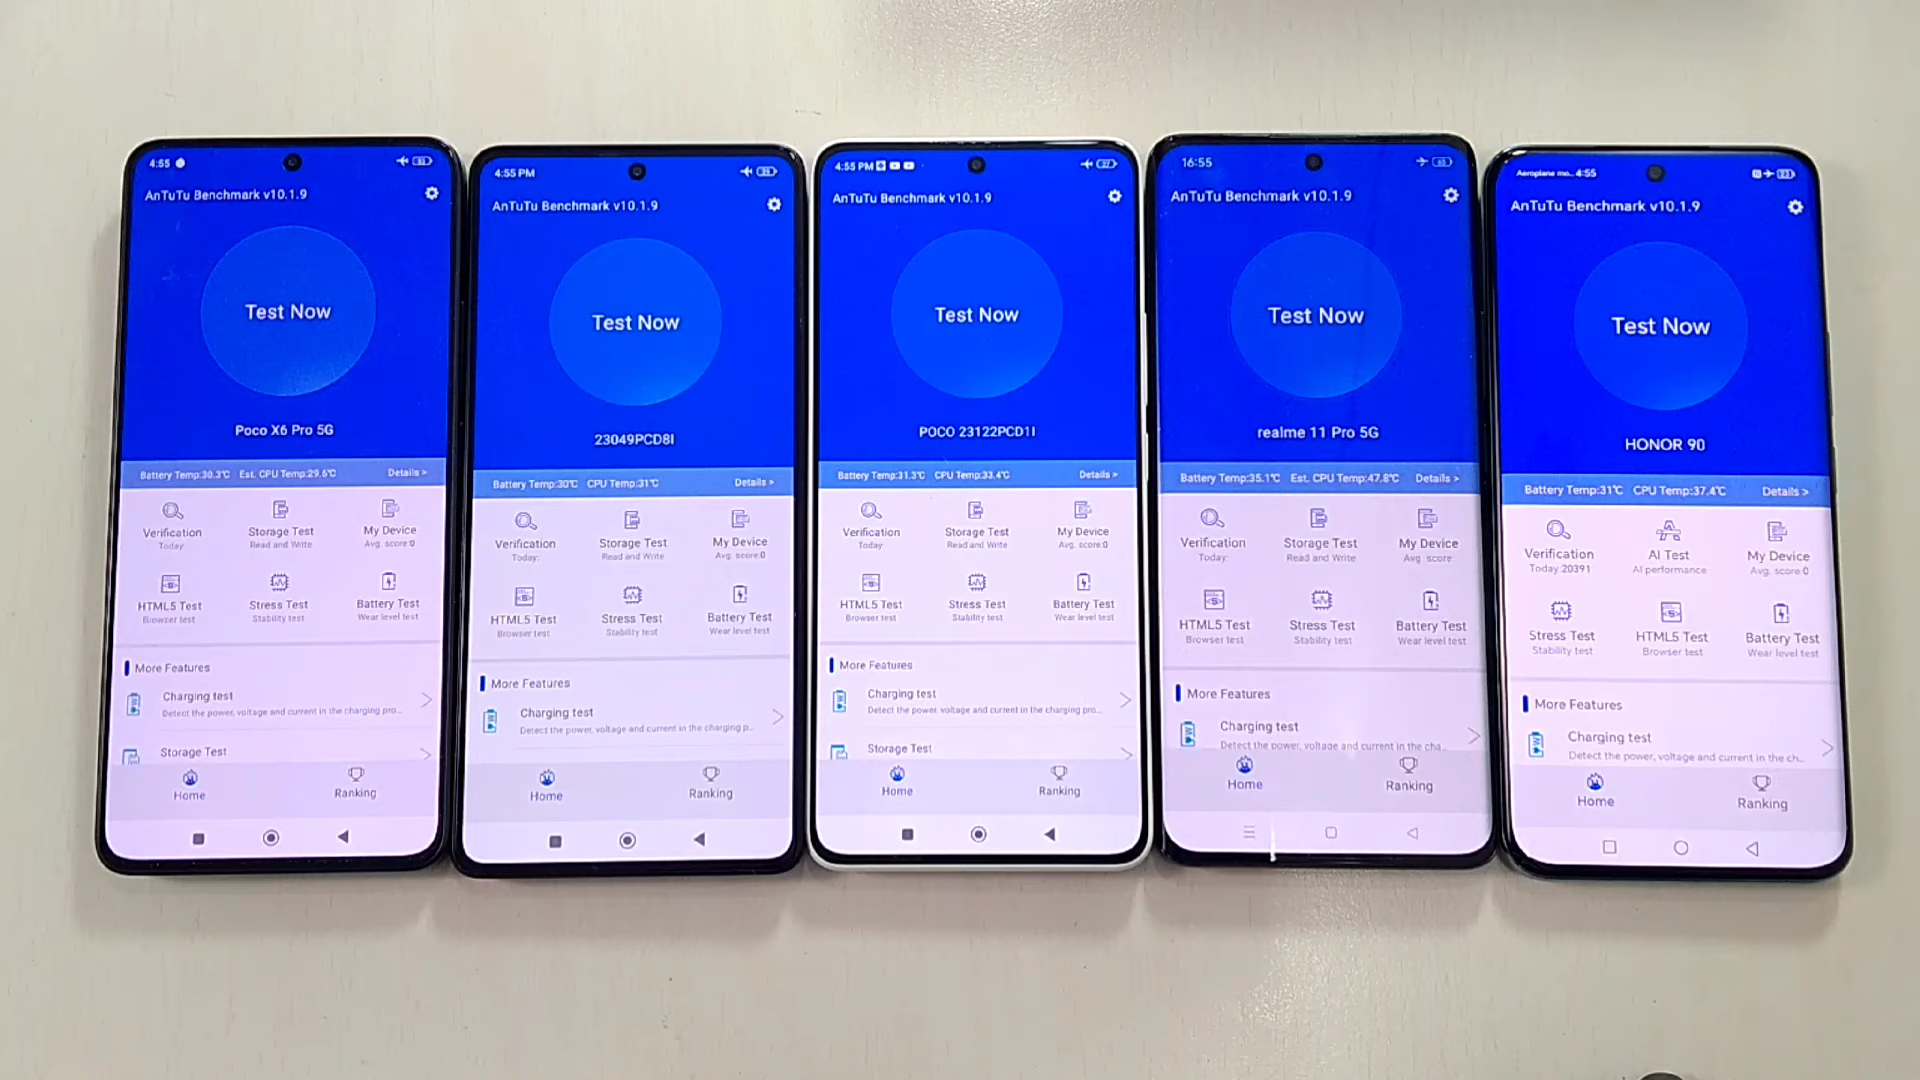 4:55
53
AnTuTu Benchmark v10.1.9
Test Now
Poco X6 Pro 5G
Battery Temp:30.3℃ Est. CPU Temp:29.6℃ Details >
Verification
Today
Storage Test
Read and Write
My Device
Avg. score:0
HTML5 Test
Browser test
Stress Test
Stability test
Battery Test
Wear level test
More Features
Charging test
Detect the power, voltage and current in the charging pro...
Storage Test
Home
Ranking
4:55 PM
AnTuTu Benchmark v10.1.9
Test Now
23049PCD8I
Battery Temp:30℃ CPU Temp:31℃ Details >
Verification
Today:
Storage Test
Read and Write
My Device
Avg. score:0
HTML5 Test
Browser test
Stress Test
Stability test
Battery Test
Wear level test
More Features
Charging test
Detect the power, voltage and current in the charging p...
Home
Ranking
4:55 PM
AnTuTu Benchmark v10.1.9
Test Now
POCO 23122PCD1I
Battery Temp:31.3℃ CPU Temp:33.4℃ Details >
Verification
Today
Storage Test
Read and Write
My Device
Avg. score:0
HTML5 Test
Browser test
Stress Test
Stability test
Battery Test
Wear level test
More Features
Charging test
Detect the power, voltage and current in the charging pro...
Storage Test
Home
Ranking
16:55
AnTuTu Benchmark v10.1.9
Test Now
realme 11 Pro 5G
Battery Temp:35.1℃ Est. CPU Temp:47.8℃ Details >
Verification
Today:
Storage Test
Read and Write
My Device
Avg. score
HTML5 Test
Browser test
Stress Test
Stability test
Battery Test
Wear level test
More Features
Charging test
Detect the power, voltage and current in the cha...
Home
Ranking
Aeroplane mo... 4:55
AnTuTu Benchmark v10.1.9
Test Now
HONOR 90
Battery Temp:31℃ CPU Temp:37.4℃ Details >
Verification
Today:20391
AI Test
AI performance
My Device
Avg. score:0
Stress Test
Stability test
HTML5 Test
Browser test
Battery Test
Wear level test
More Features
Charging test
Detect the power, voltage and current in the ch...
Home
Ranking